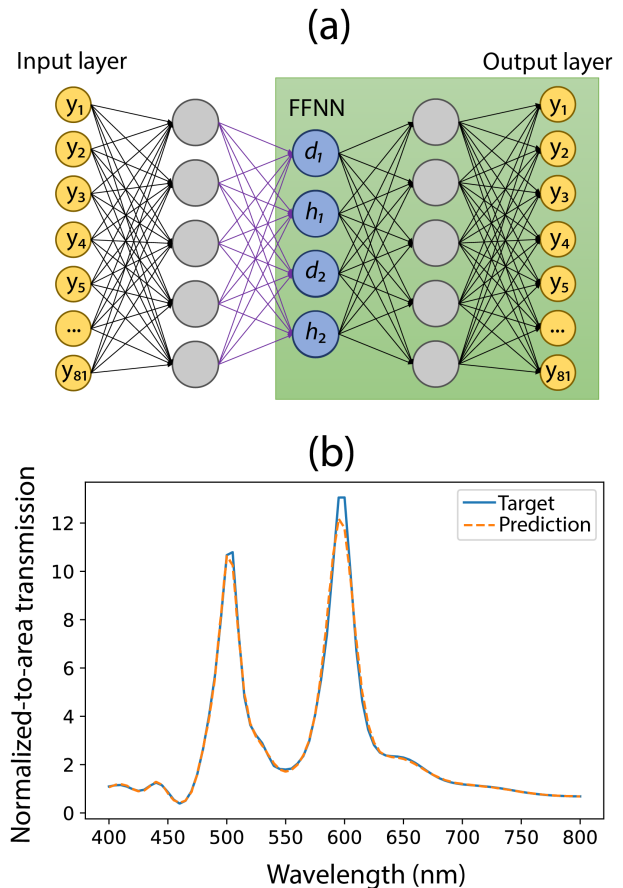 (a)
Input layer
Output layer
FFNN
y1
y2
y3
y4
y5
...
y81
d1
h1
d2
h2
y1
y2
y3
y4
y5
...
y81
(b)
Normalized-to-area transmission
12
10
8
6
4
2
0
Target
Prediction
400 450 500 550 600 650 700 750 800
Wavelength (nm)